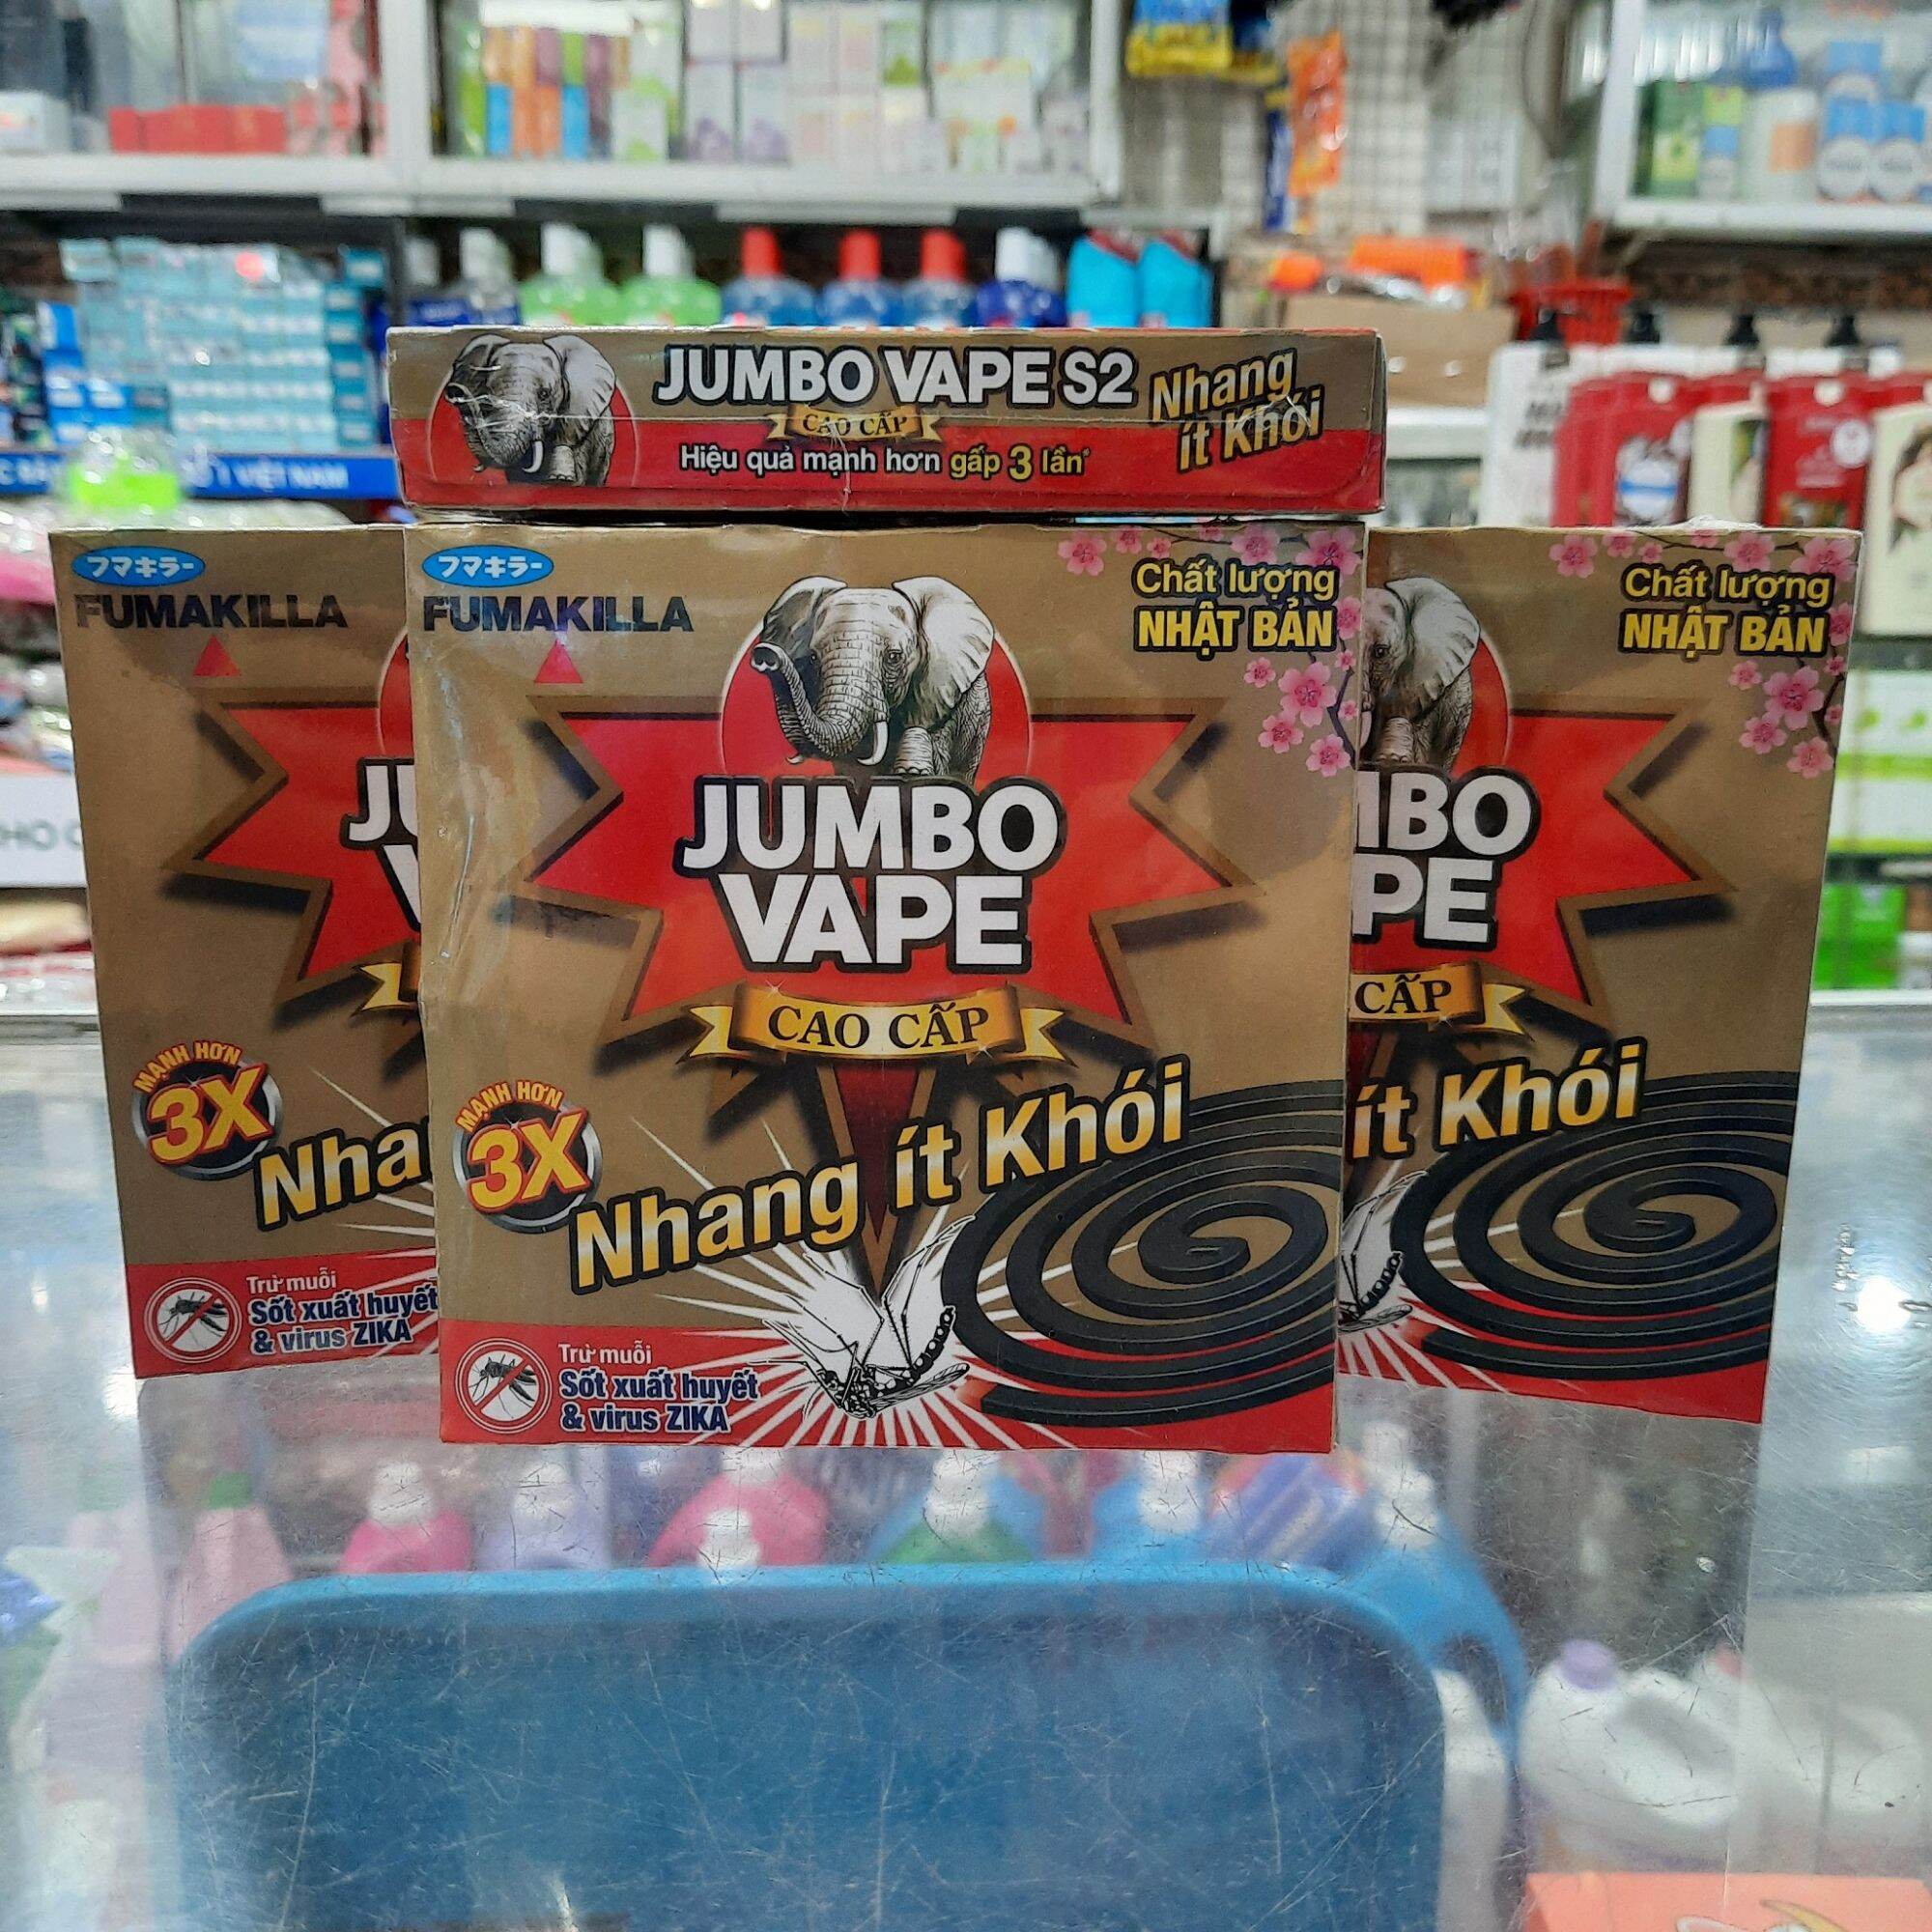 JUMBO VAPE S2
CAO CẤP
Hiệu quả mạnh hơn gấp 3 lần*
Nhang
ít Khói
フマキラー
FUMAKILLA
MẠNH HƠN
3X
Trừ muỗi
Sốt xuất huyết
& virus ZIKA
フマキラー
FUMAKILLA
Chất lượng
NHẬT BẢN
JUMBO
VAPE
CAO CẤP
MẠNH HƠN
3X
Nhang ít Khói
Trừ muỗi
Sốt xuất huyết
& virus ZIKA
Chất lượng
NHẬT BẢN
CẤP
ít Khói
VIỆT NAM